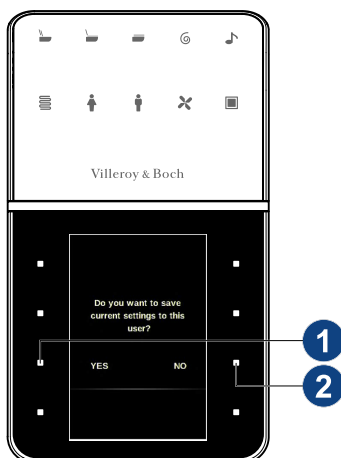 Villeroy & Boch
Do you want to save
current settings to this
user?
YES NO
1
2